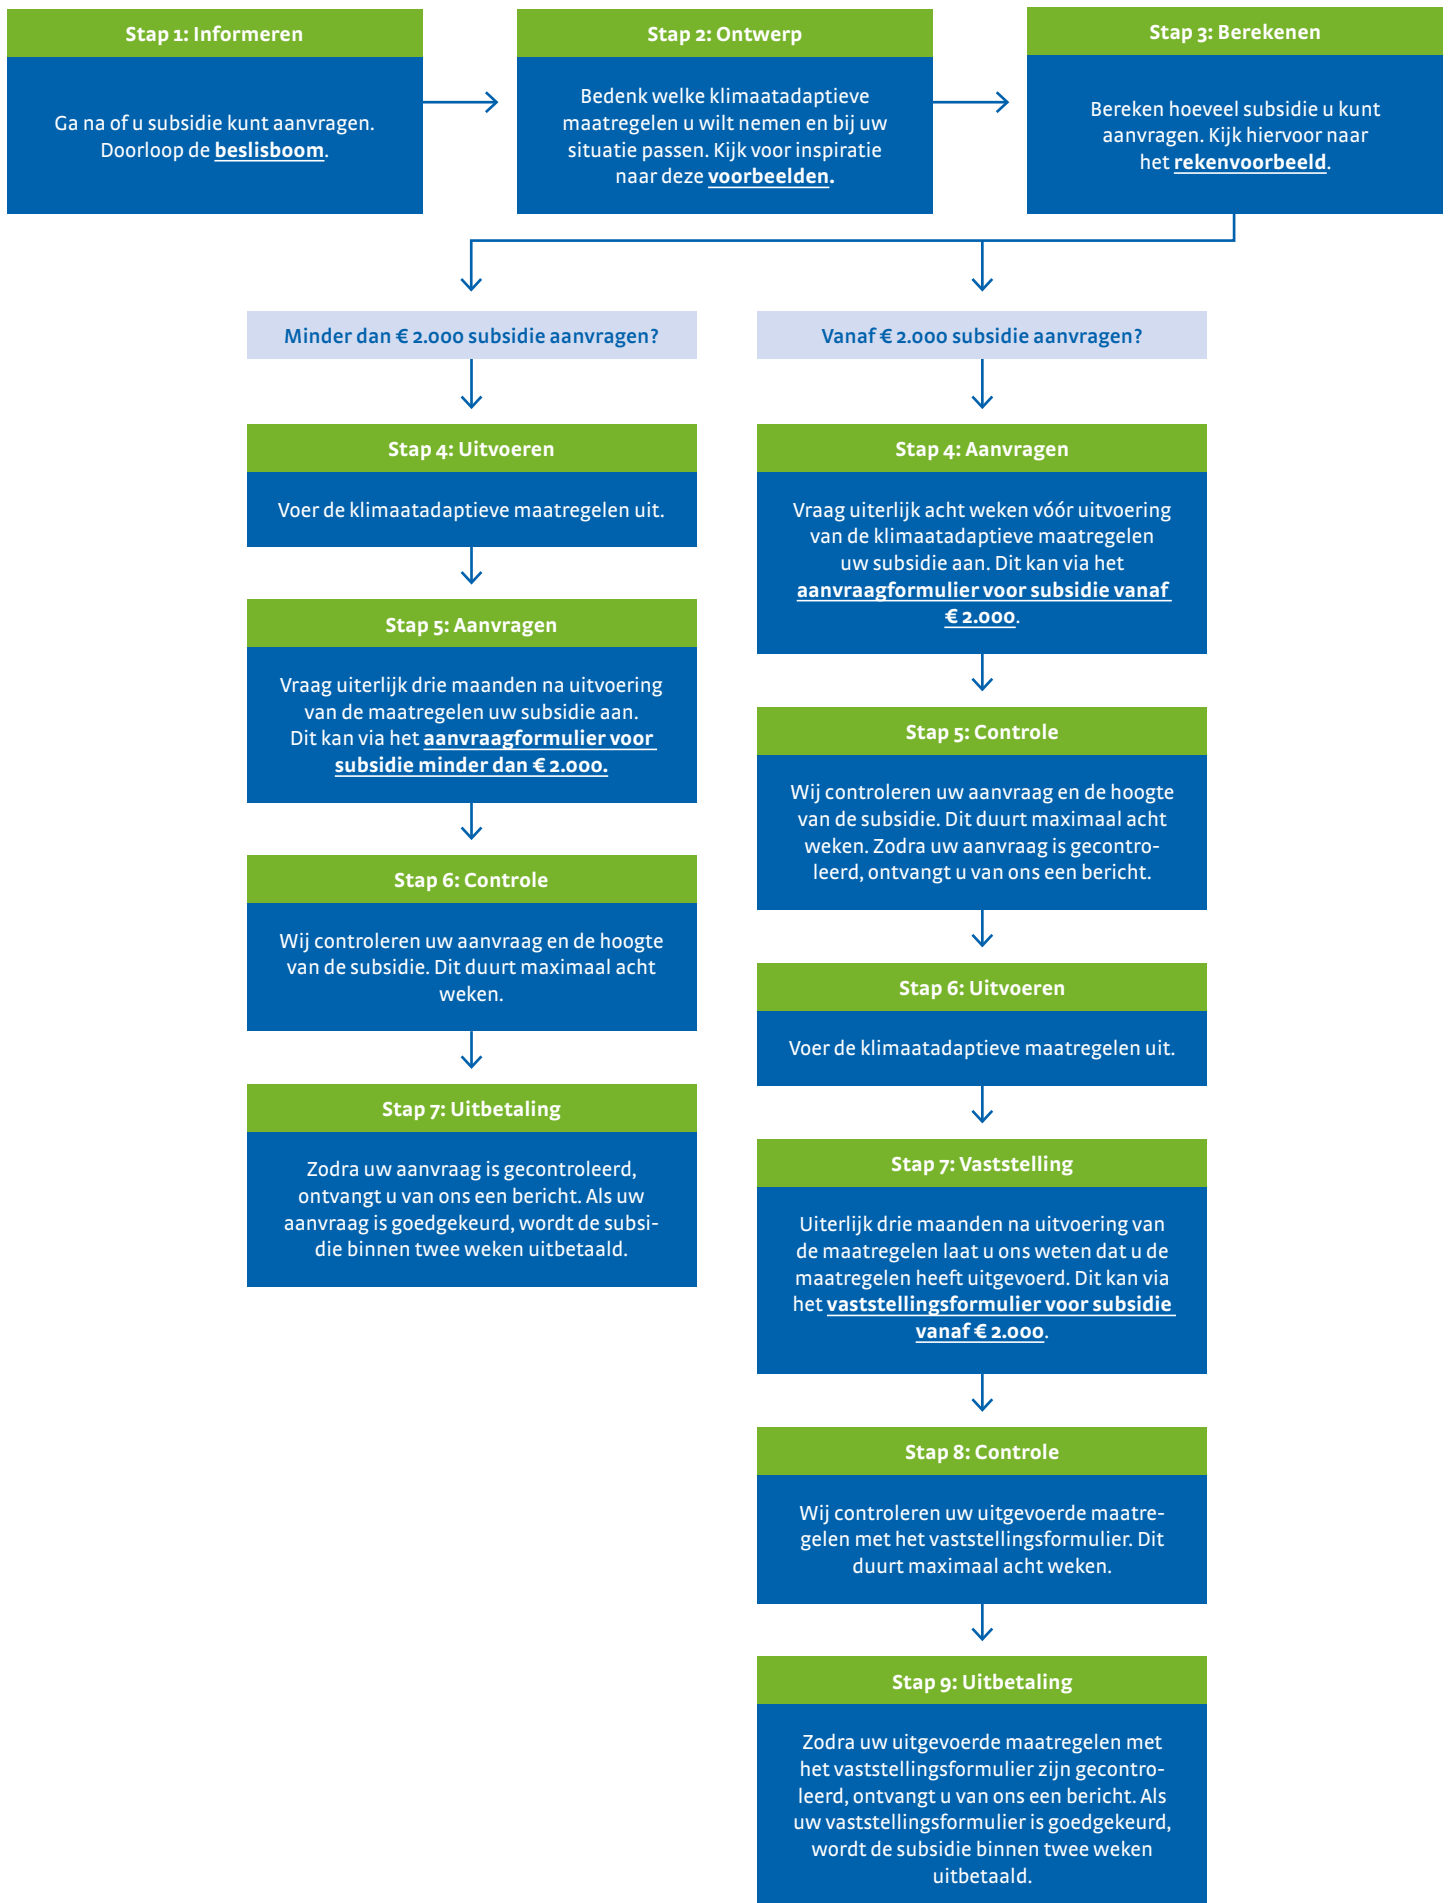 Stap 1: Informeren
Ga na of u subsidie kunt aanvragen.
Doorloop de beslisboom.
Stap 2: Ontwerp
Bedenk welke klimaatadaptieve
maatregelen u wilt nemen en bij uw
situatie passen. Kijk voor inspiratie
naar deze voorbeelden.
Stap 3: Berekenen
Bereken hoeveel subsidie u kunt
aanvragen. Kijk hiervoor naar
het rekenvoorbeeld.
Minder dan € 2.000 subsidie aanvragen?
Stap 4: Uitvoeren
Voer de klimaatadaptieve maatregelen uit.
Stap 5: Aanvragen
Vraag uiterlijk drie maanden na uitvoering
van de maatregelen uw subsidie aan.
Dit kan via het aanvraagformulier voor
subsidie minder dan € 2.000.
Stap 6: Controle
Wij controleren uw aanvraag en de hoogte
van de subsidie. Dit duurt maximaal acht
weken.
Stap 7: Uitbetaling
Zodra uw aanvraag is gecontroleerd,
ontvangt u van ons een bericht. Als uw
aanvraag is goedgekeurd, wordt de subsi-
die binnen twee weken uitbetaald.
Vanaf € 2.000 subsidie aanvragen?
Stap 4: Aanvragen
Vraag uiterlijk acht weken vóór uitvoering
van de klimaatadaptieve maatregelen
uw subsidie aan. Dit kan via het
aanvraagformulier voor subsidie vanaf
€ 2.000.
Stap 5: Controle
Wij controleren uw aanvraag en de hoogte
van de subsidie. Dit duurt maximaal acht
weken. Zodra uw aanvraag is gecontro-
leerd, ontvangt u van ons een bericht.
Stap 6: Uitvoeren
Voer de klimaatadaptieve maatregelen uit.
Stap 7: Vaststelling
Uiterlijk drie maanden na uitvoering van
de maatregelen laat u ons weten dat u de
maatregelen heeft uitgevoerd. Dit kan via
het vaststellingsformulier voor subsidie
vanaf € 2.000.
Stap 8: Controle
Wij controleren uw uitgevoerde maatre-
gelen met het vaststellingsformulier. Dit
duurt maximaal acht weken.
Stap 9: Uitbetaling
Zodra uw uitgevoerde maatregelen met
het vaststellingsformulier zijn gecontro-
leerd, ontvangt u van ons een bericht. Als
uw vaststellingsformulier is goedgekeurd,
wordt de subsidie binnen twee weken
uitbetaald.